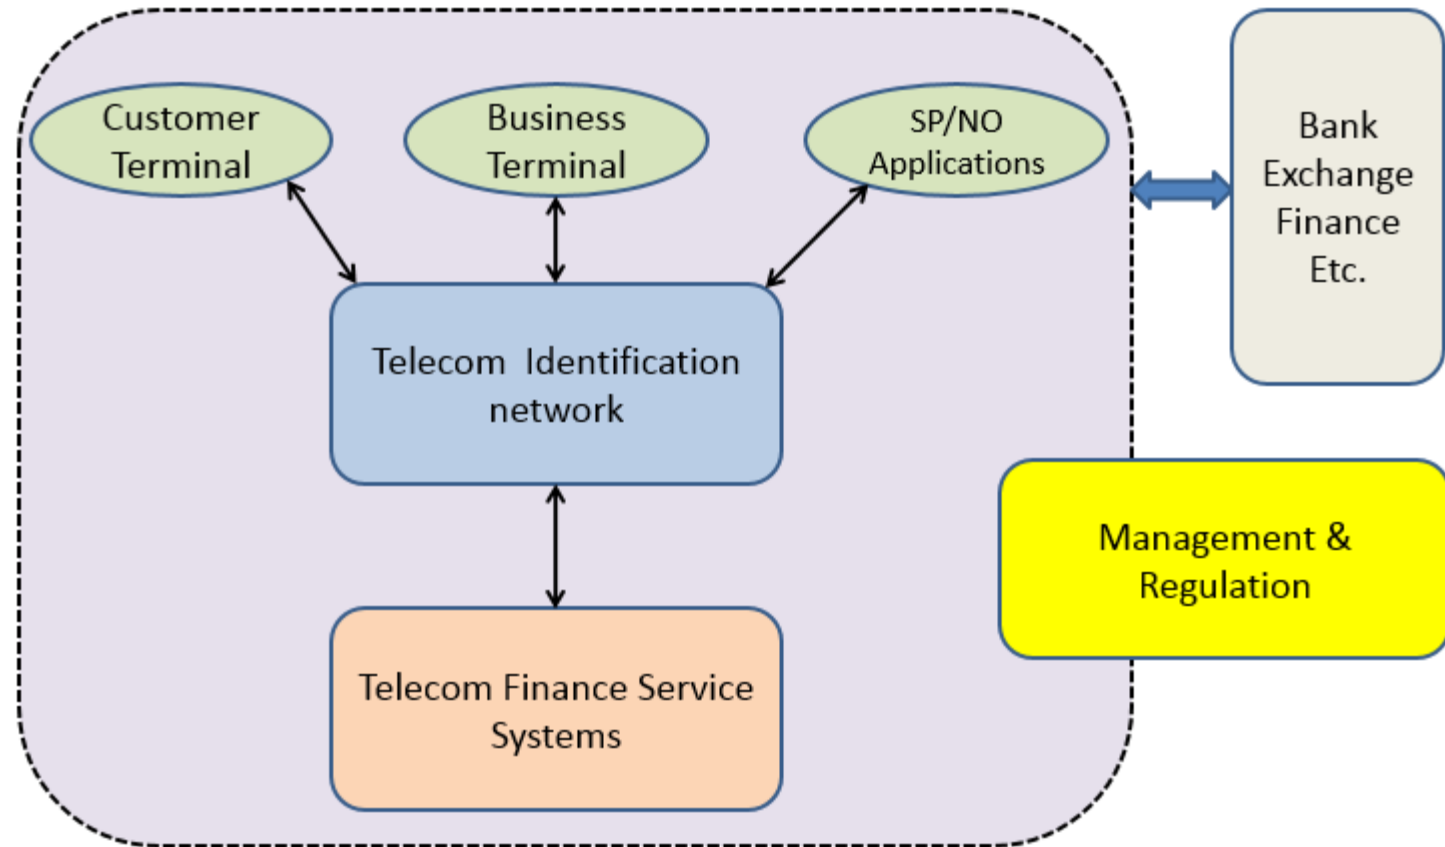 Customer
Terminal
Business
Terminal
SP/NO
Applications
Bank
Exchange
Finance
Etc.
Telecom  Identification
network
Management &
Regulation
Telecom Finance Service
Systems